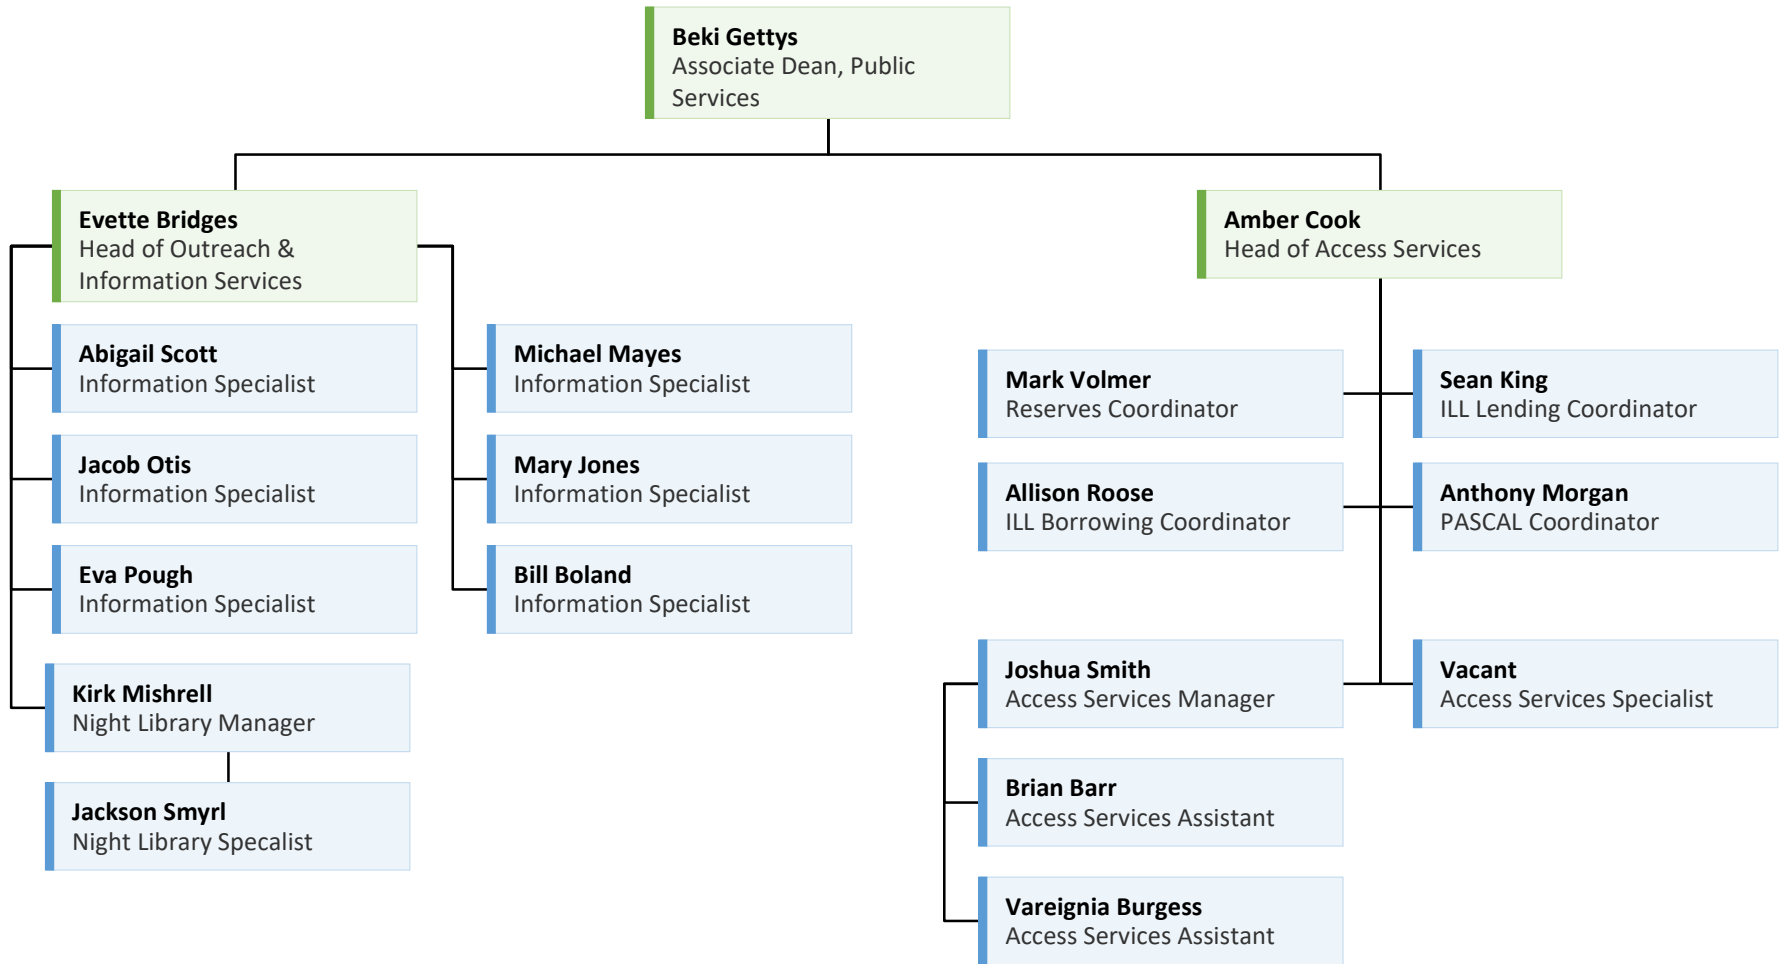 Beki Gettys
Associate Dean, Public
Services
Evette Bridges
Head of Outreach &
Information Services
Amber Cook
Head of Access Services
Abigail Scott
Information Specialist
Michael Mayes
Information Specialist
Jacob Otis
Information Specialist
Mary Jones
Information Specialist
Eva Pough
Information Specialist
Bill Boland
Information Specialist
Kirk Mishrell
Night Library Manager
Jackson Smyrl
Night Library Specalist
Mark Volmer
Reserves Coordinator
Sean King
ILL Lending Coordinator
Allison Roose
ILL Borrowing Coordinator
Anthony Morgan
PASCAL Coordinator
Joshua Smith
Access Services Manager
Vacant
Access Services Specialist
Brian Barr
Access Services Assistant
Vareignia Burgess
Access Services Assistant